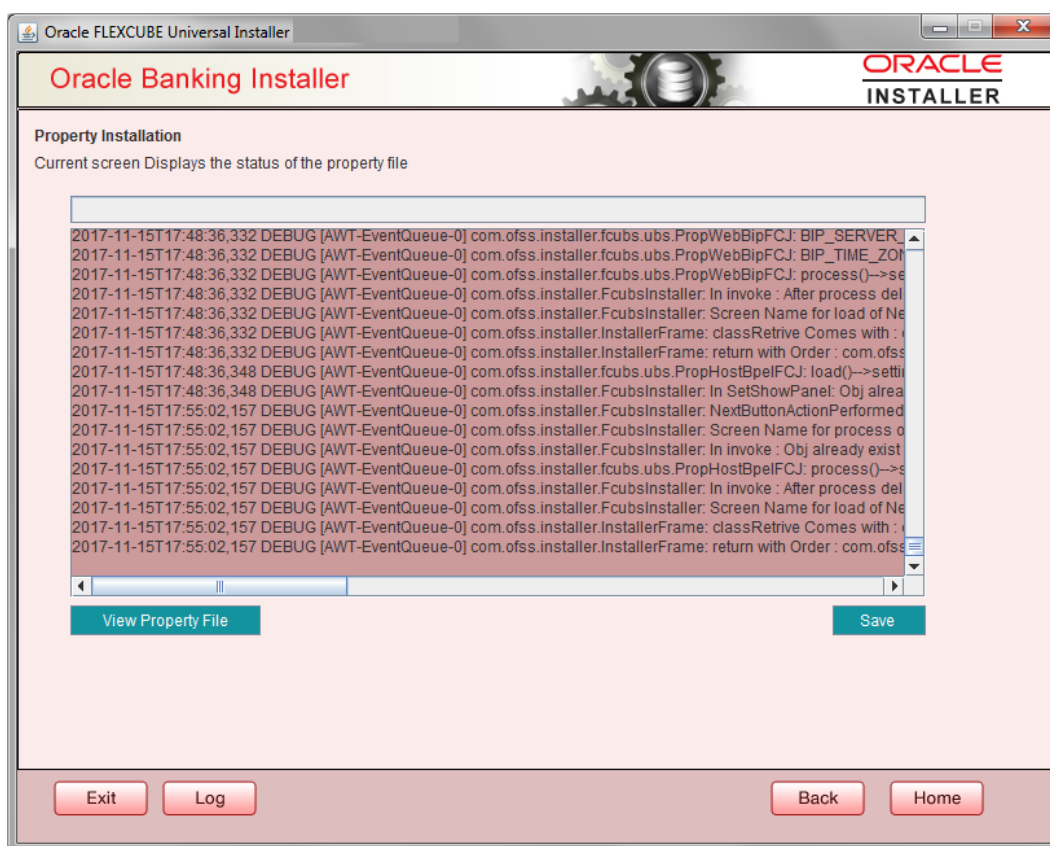 Oracle FLEXCUBE Universal Installer
Oracle Banking Installer
ORACLE
INSTALLER
Property Installation
Current screen Displays the status of the property file
2017-11-15T17:48:36,332 DEBUG [AWT-EventQueue-0] com.ofss.installer.fcubs.ubs.PropWebBipFCJ: BIP_SERVER_
2017-11-15T17:48:36,332 DEBUG [AWT-EventQueue-0] com.ofss.installer.fcubs.ubs.PropWebBipFCJ: BIP_TIME_ZO
2017-11-15T17:48:36,332 DEBUG [AWT-EventQueue-0] com.ofss.installer.fcubs.ubs.PropWebBipFCJ: process()-->se
2017-11-15T17:48:36,332 DEBUG [AWT-EventQueue-0] com.ofss.installer.FcubsInstaller: In invoke : After process del
2017-11-15T17:48:36,332 DEBUG [AWT-EventQueue-0] com.ofss.installer.FcubsInstaller: Screen Name for load of Ne
2017-11-15T17:48:36,332 DEBUG [AWT-EventQueue-0] com.ofss.installer.InstallerFrame: classRetrive Comes with :
2017-11-15T17:48:36,332 DEBUG [AWT-EventQueue-0] com.ofss.installer.InstallerFrame: return with Order : com.ofss
2017-11-15T17:48:36,348 DEBUG [AWT-EventQueue-0] com.ofss.installer.fcubs.ubs.PropHostBpelFCJ: load()-->setti
2017-11-15T17:48:36,348 DEBUG [AWT-EventQueue-0] com.ofss.installer.FcubsInstaller: In SetShowPanel: Obj alrea
2017-11-15T17:55:02,157 DEBUG [AWT-EventQueue-0] com.ofss.installer.FcubsInstaller: NextButtonActionPerformed
2017-11-15T17:55:02,157 DEBUG [AWT-EventQueue-0] com.ofss.installer.FcubsInstaller: Screen Name for process o
2017-11-15T17:55:02,157 DEBUG [AWT-EventQueue-0] com.ofss.installer.FcubsInstaller: In invoke : Obj already exist
2017-11-15T17:55:02,157 DEBUG [AWT-EventQueue-0] com.ofss.installer.fcubs.ubs.PropHostBpelFCJ: process()-->s
2017-11-15T17:55:02,157 DEBUG [AWT-EventQueue-0] com.ofss.installer.FcubsInstaller: In invoke : After process del
2017-11-15T17:55:02,157 DEBUG [AWT-EventQueue-0] com.ofss.installer.FcubsInstaller: Screen Name for load of Ne
2017-11-15T17:55:02,157 DEBUG [AWT-EventQueue-0] com.ofss.installer.InstallerFrame: classRetrive Comes with :
2017-11-15T17:55:02,157 DEBUG [AWT-EventQueue-0] com.ofss.installer.InstallerFrame: return with Order : com.ofss
View Property File
Save
Exit
Log
Back
Home